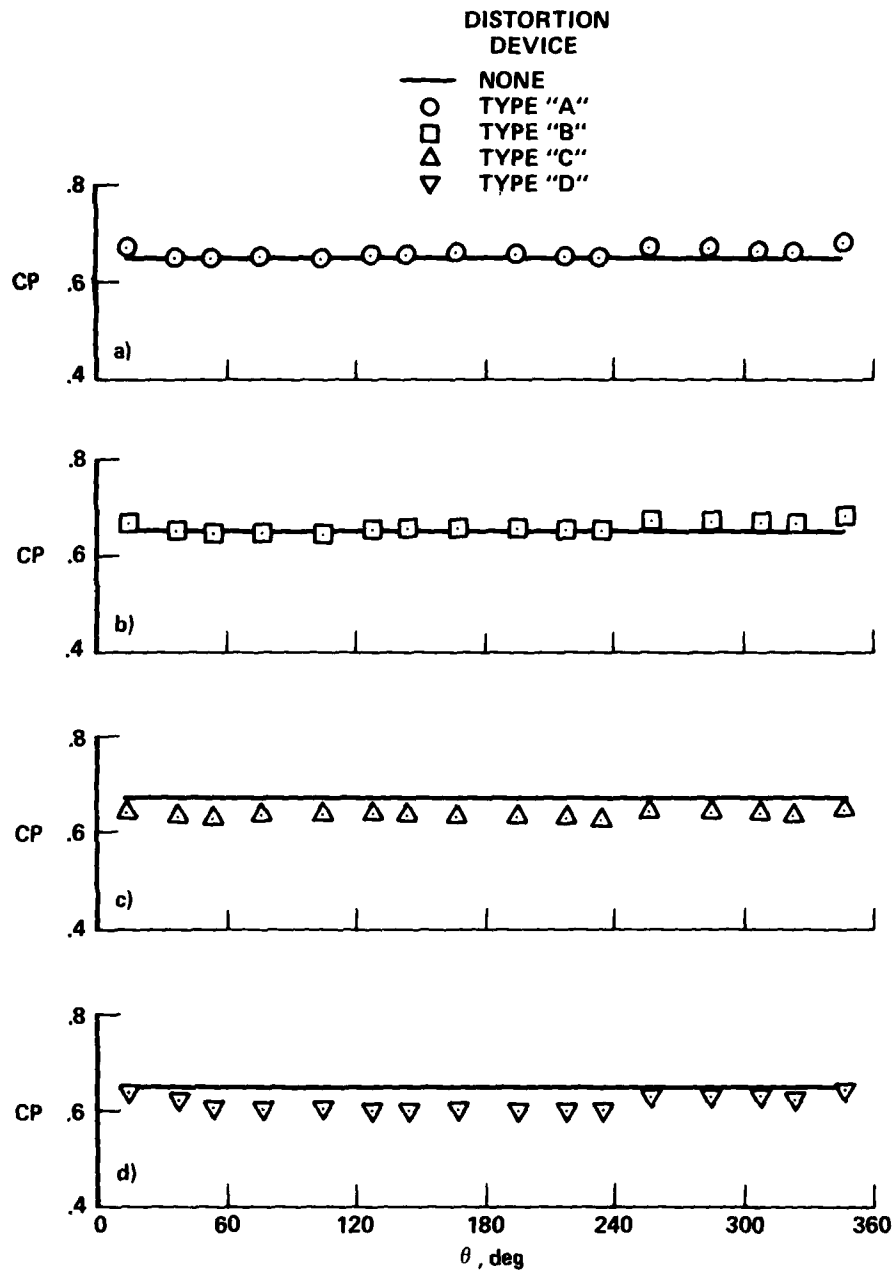 DISTORTION
DEVICE
NONE
TYPE "A"
TYPE "B"
TYPE "C"
TYPE "D"
.8
CP .6
a)
.4
.8
CP .6
b)
.4
.8
CP .6
c)
.4
.8
CP .6
d)
.4
0 60 120 180 240 300 360
θ, deg